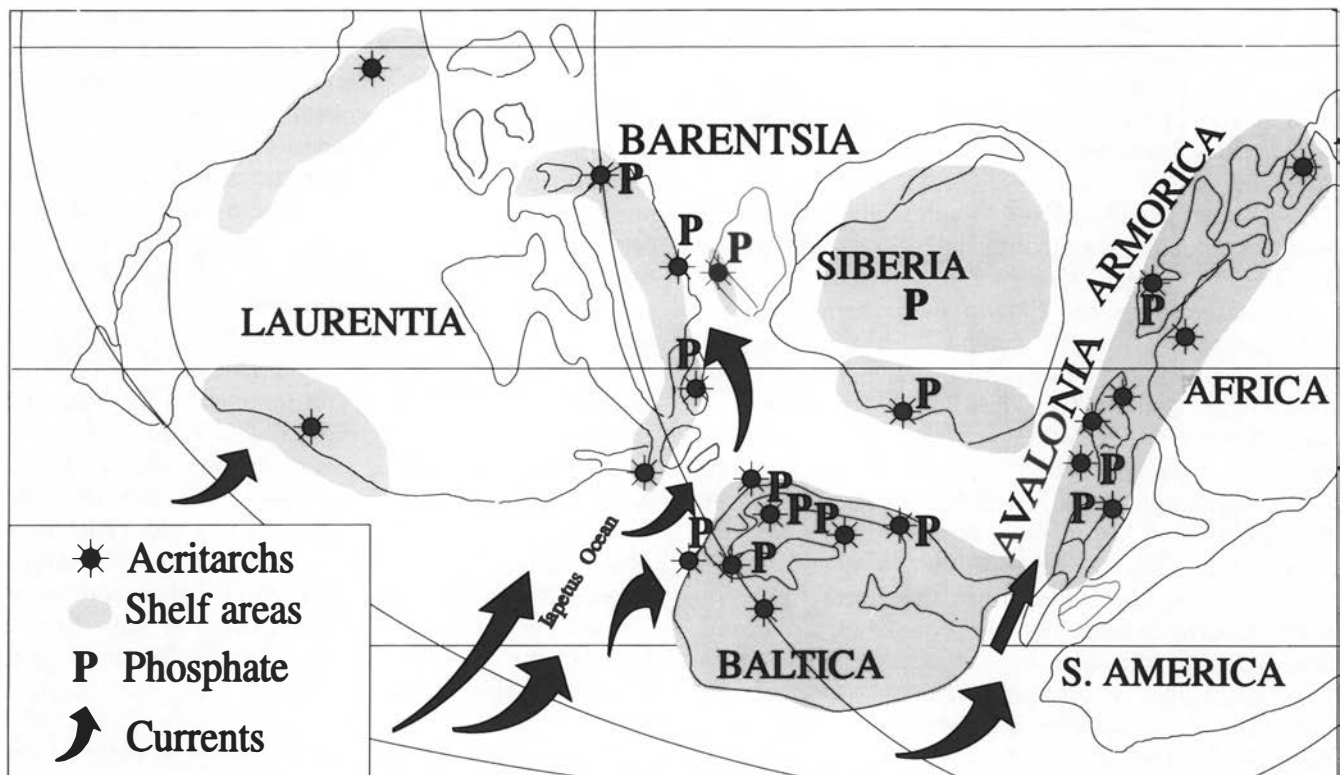 BARENTSIA
P
P
P
SIBERIA
P
ARMORICA
P
LAURENTIA
P
P
AVALONIA
AFRICA
P
P
P
P
P
P
P
P
P
Iapetus Ocean
BALTICA
S. AMERICA
Acritarchs
Shelf areas
P Phosphate
Currents